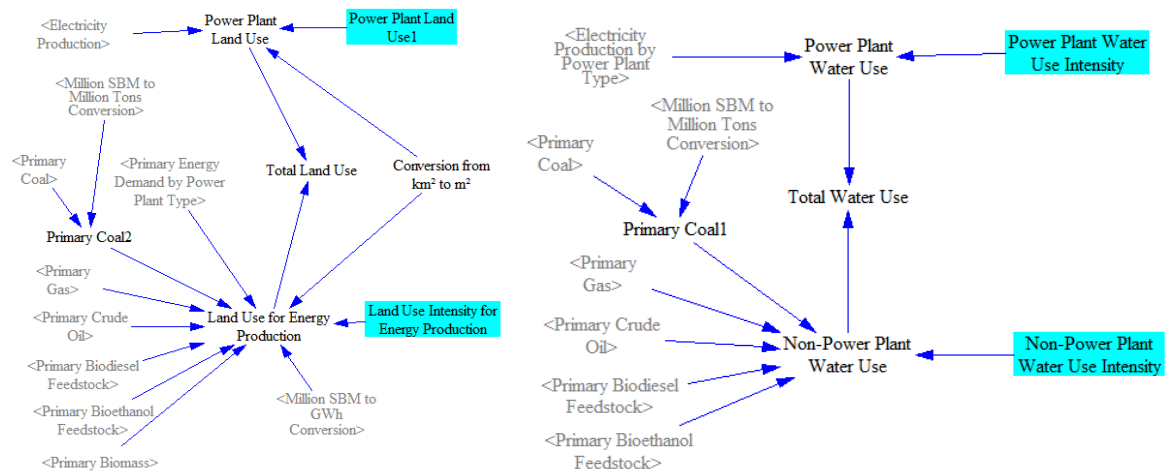 <Electricity
Production>
Power Plant
Land Use
Power Plant Land
Use1
<Million SBM to
Million Tons
Conversion>
<Primary
Coal>
<Primary Energy
Demand by Power
Plant Type>
Total Land Use
Conversion from
km² to m²
Primary Coal2
<Primary
Gas>
<Primary Crude
Oil>
Land Use for Energy
Production
Land Use Intensity for
Energy Production
<Primary Biodiesel
Feedstock>
<Primary Bioethanol
Feedstock>
<Million SBM to
GWh
Conversion>
<Primary Biomass>
<Electricity
Production by
Power Plant
Type>
Power Plant
Water Use
Power Plant Water
Use Intensity
<Million SBM to
Million Tons
Conversion>
<Primary
Coal>
Total Water Use
Primary Coal1
<Primary
Gas>
<Primary Crude
Oil>
Non-Power Plant
Water Use
Non-Power Plant
Water Use Intensity
<Primary Biodiesel
Feedstock>
<Primary Bioethanol
Feedstock>